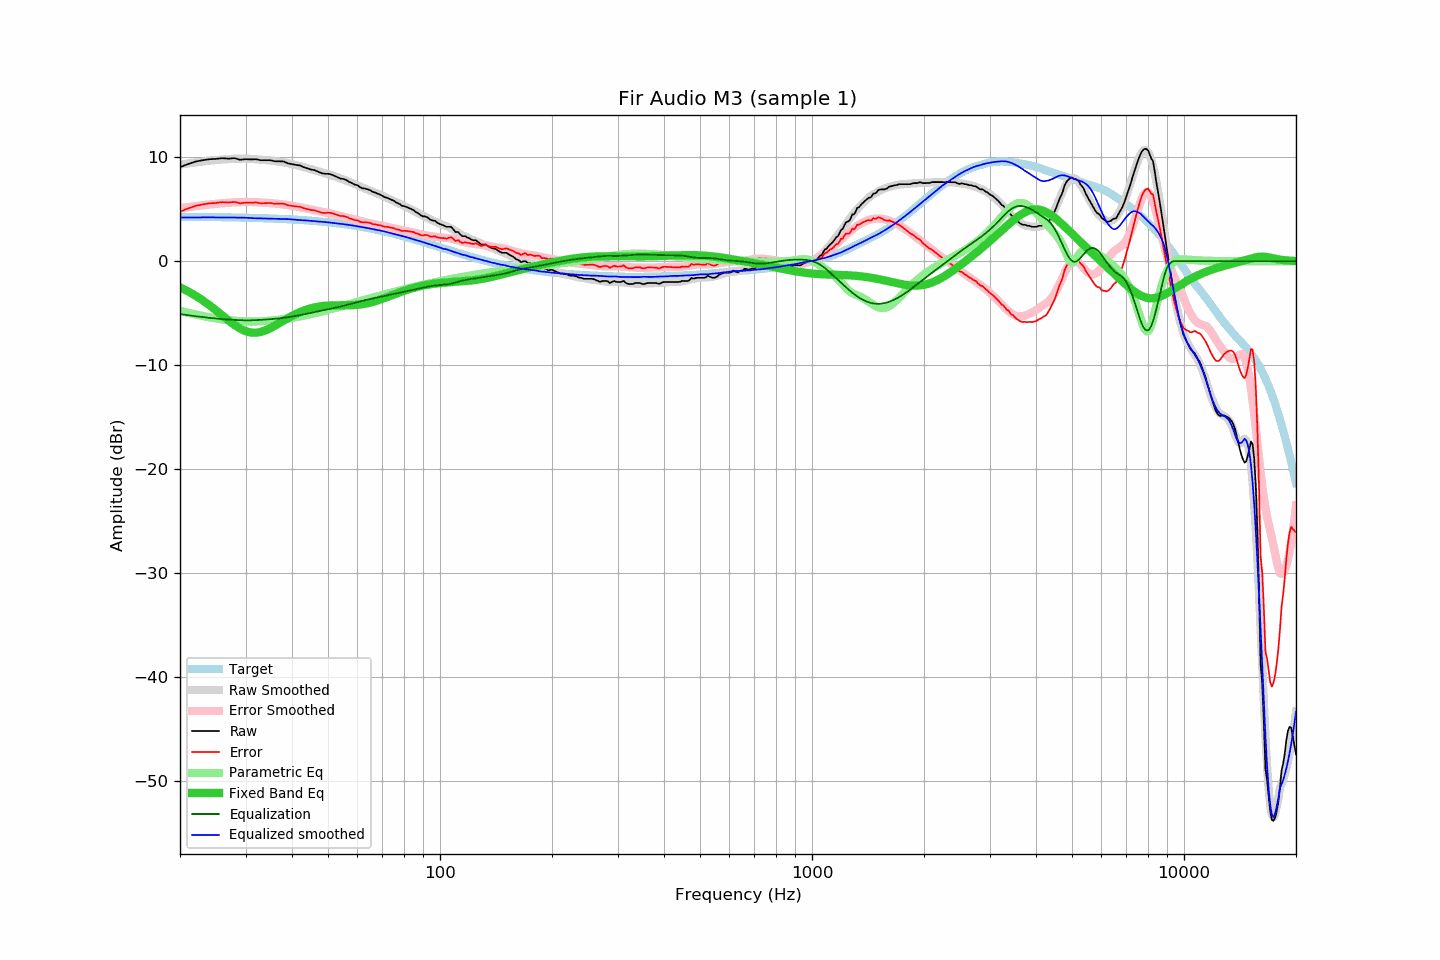 Fir Audio M3 (sample 1)
10
0
−10
−20
−30
−40
−50
Amplitude (dBr)
Target
Raw Smoothed
Error Smoothed
Raw
Error
Parametric Eq
Fixed Band Eq
Equalization
Equalized smoothed
100
1000
10000
Frequency (Hz)